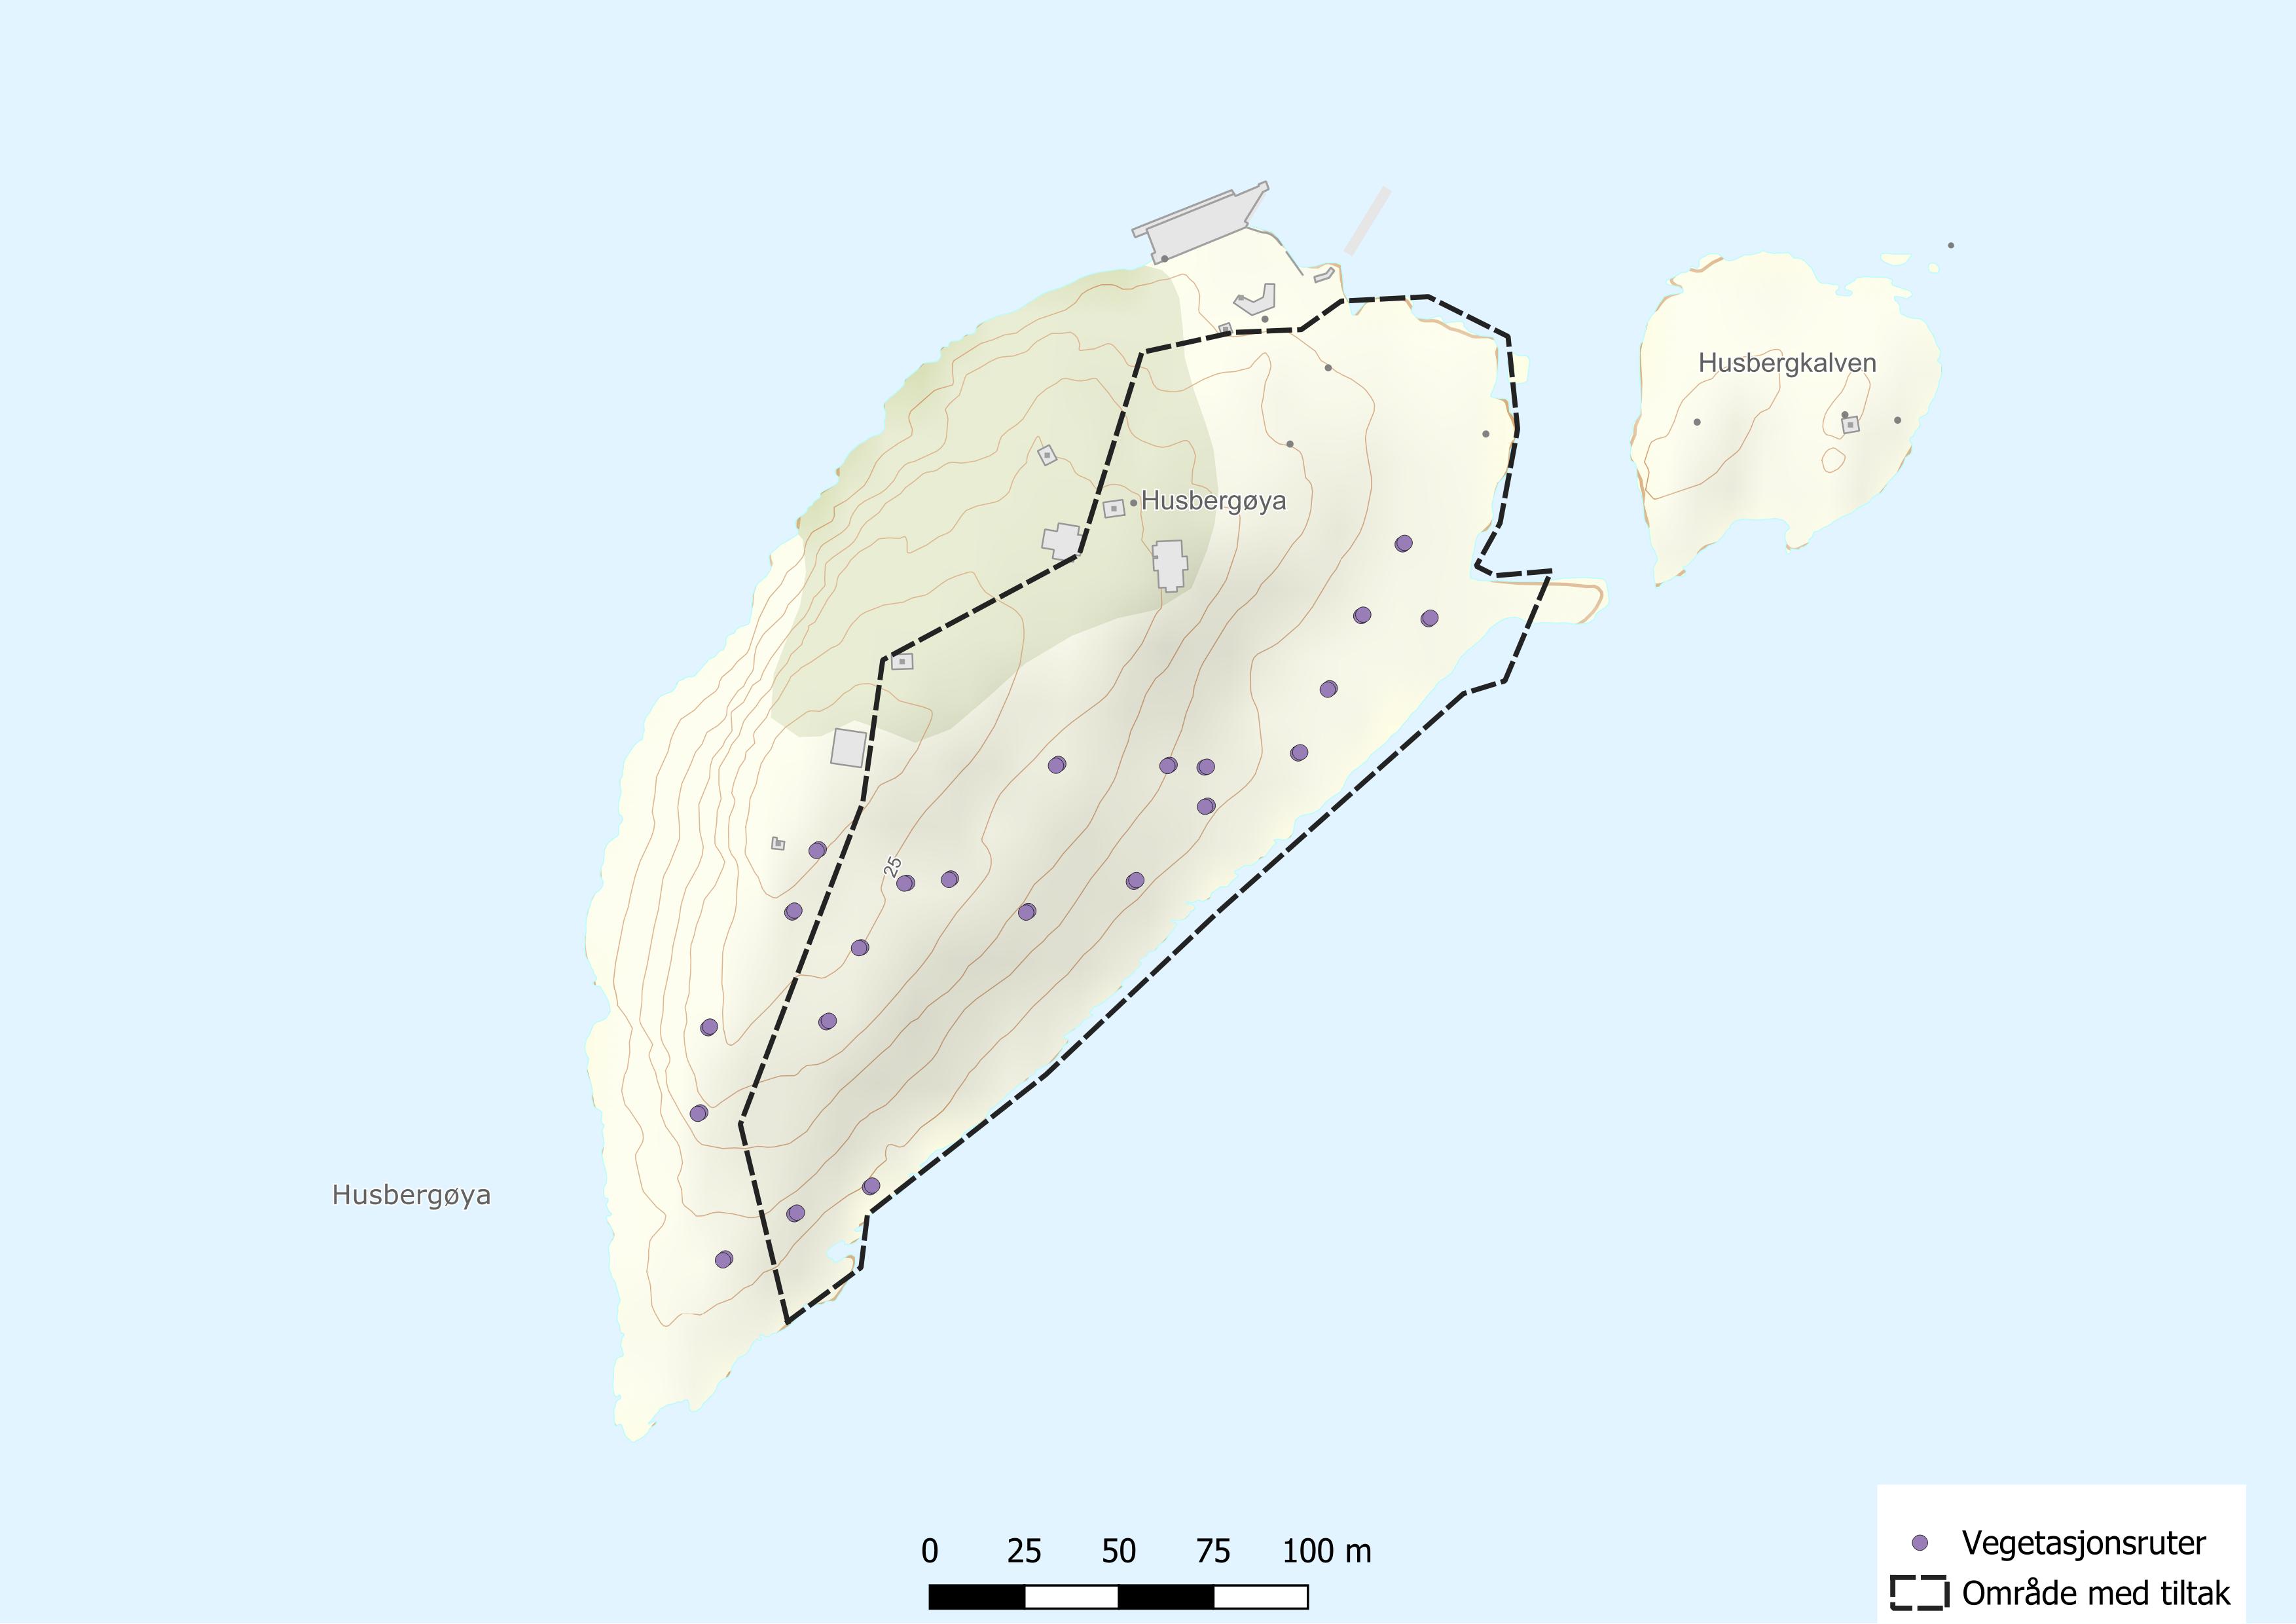 Husbergkalven
Husbergøya
25
Husbergøya
0 25 50 75 100 m
Vegetasjonsruter
Område med tiltak